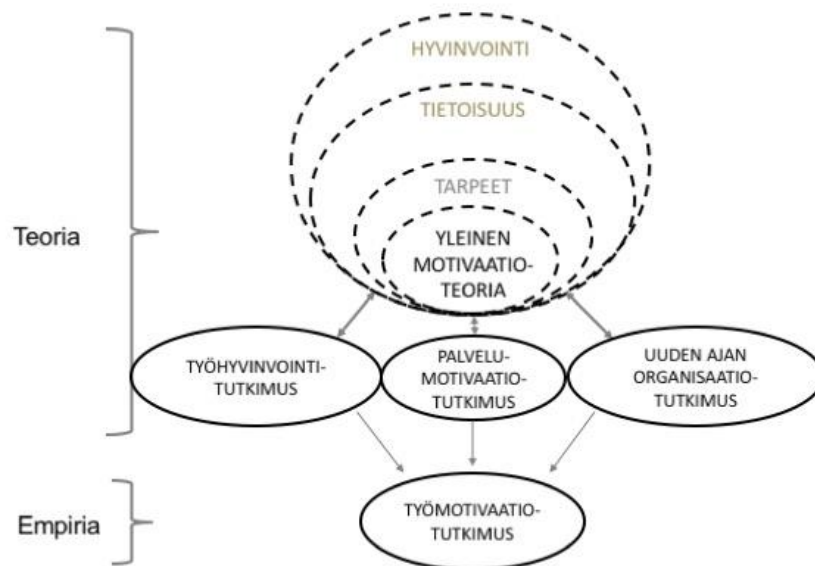 HYVINVOINTI
TIETOISUUS
TARPEET
YLEINEN
MOTIVAATIO-
TEORIA
Teoria
TYÖHYVINVOINTI-
TUTKIMUS
PALVELU-
MOTIVAATIO-
TUTKIMUS
UUDEN AJAN
ORGANISAATIO-
TUTKIMUS
Empiria
TYÖMOTIVAATIO-
TUTKIMUS